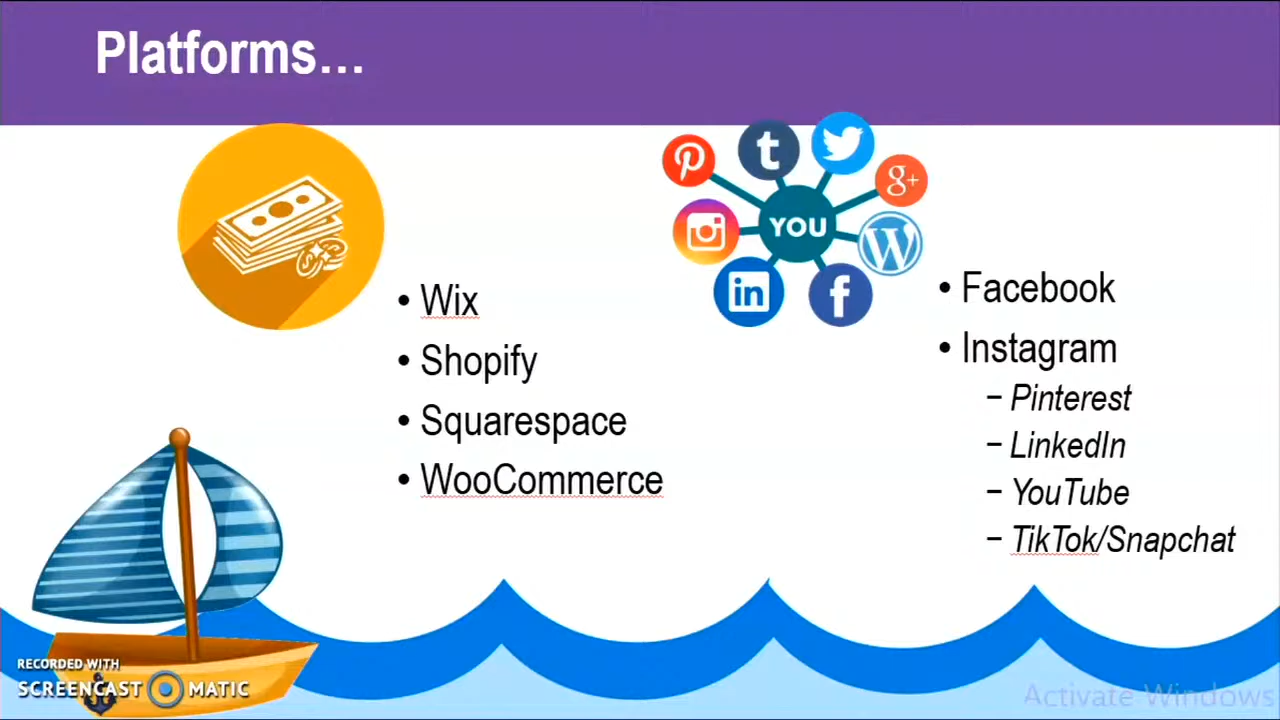 Platforms...
• Wix
• Shopify
• Squarespace
• WooCommerce
YOU
• Facebook
• Instagram
– Pinterest
– LinkedIn
– YouTube
– TikTok/Snapchat
RECORDED WITH
SCREENCAST MATIC
Activate Windows